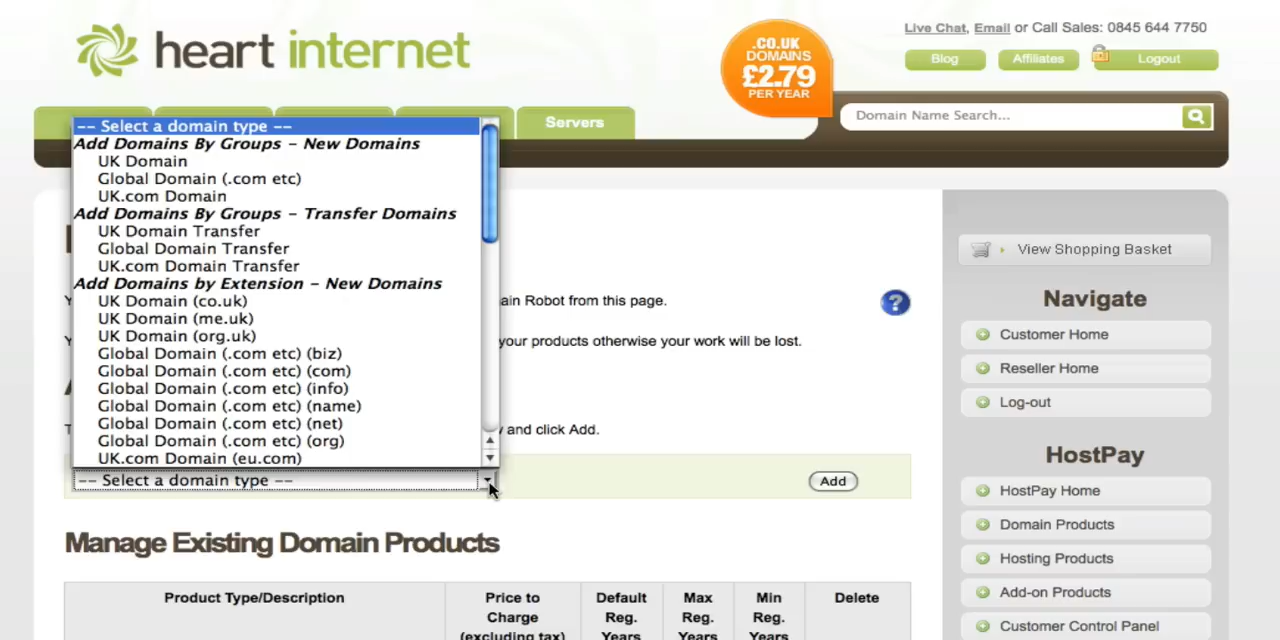 Live Chat, Email or Call Sales: 0845 644 7750
heart internet
.CO.UK
DOMAINS
£2.79
PER YEAR
Blog
Affiliates
Logout
Servers
Domain Name Search...
-- Select a domain type --
Add Domains By Groups - New Domains
UK Domain
Global Domain (.com etc)
UK.com Domain
Add Domains By Groups - Transfer Domains
UK Domain Transfer
Global Domain Transfer
UK.com Domain Transfer
Add Domains by Extension - New Domains
UK Domain (co.uk)
UK Domain (me.uk)
UK Domain (org.uk)
Global Domain (.com etc) (biz)
Global Domain (.com etc) (com)
Global Domain (.com etc) (info)
Global Domain (.com etc) (name)
Global Domain (.com etc) (net)
Global Domain (.com etc) (org)
UK.com Domain (eu.com)
-- Select a domain type --
Robot from this page.
your products otherwise your work will be lost.
and click Add.
?
Add
Manage Existing Domain Products
Product Type/Description
Price to
Charge
(excluding tax)
Default
Reg.
Years
Max
Reg.
Years
Min
Reg.
Years
Delete
View Shopping Basket
Navigate
Customer Home
Reseller Home
Log-out
HostPay
HostPay Home
Domain Products
Hosting Products
Add-on Products
Customer Control Panel